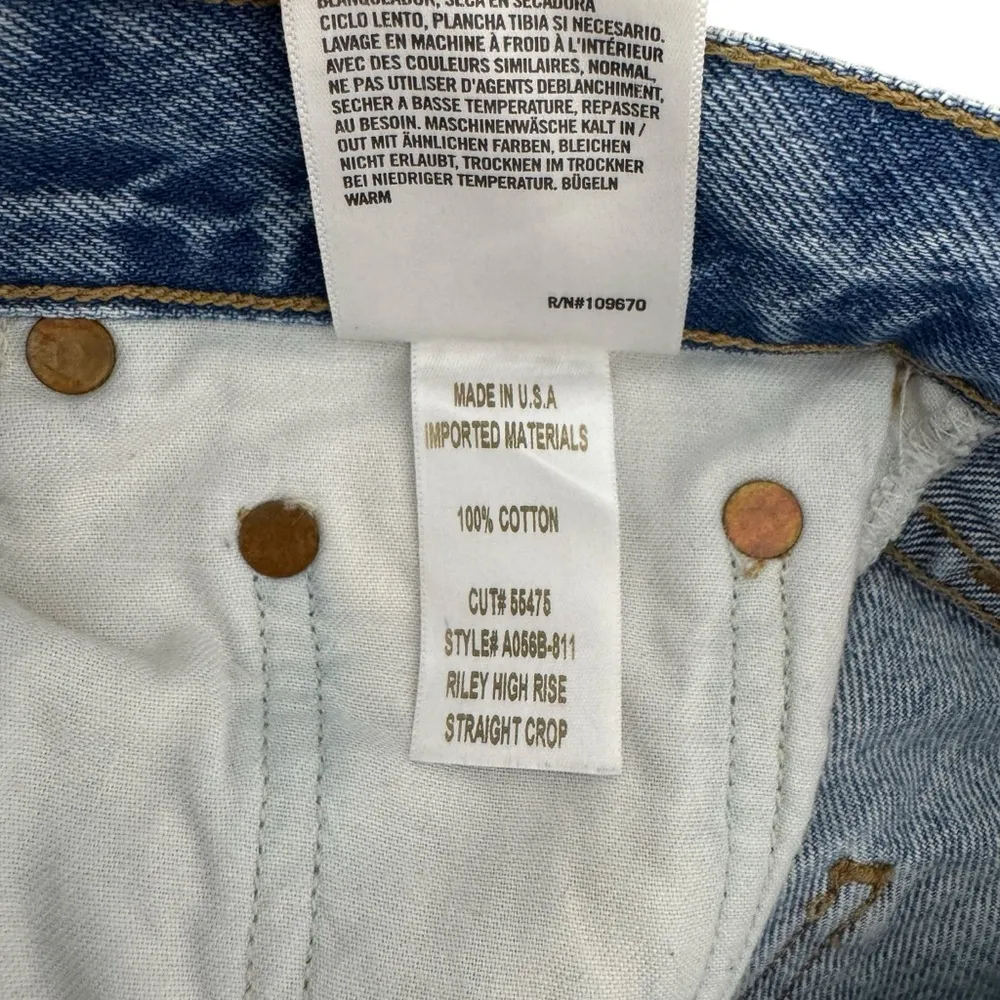 BLANQUEADOR, SECA EN SECADORA
CICLO LENTO, PLANCHA TIBIA SI NECESARIO.
LAVAGE EN MACHINE À FROID À L'INTÉRIEUR
AVEC DES COULEURS SIMILAIRES, NORMAL,
NE PAS UTILISER D'AGENTS DEBLANCHIMENT,
SECHER A BASSE TEMPERATURE, REPASSER
AU BESOIN. MASCHINENWÄSCHE KALT IN /
OUT MIT ÄHNLICHEN FARBEN, BLEICHEN
NICHT ERLAUBT, TROCKNEN IM TROCKNER
BEI NIEDRIGER TEMPERATUR. BÜGELN
WARM
R/N#109670
MADE IN U.S.A
IMPORTED MATERIALS
100% COTTON
CUT# 55475
STYLE# A056B-811
RILEY HIGH RISE
STRAIGHT CROP